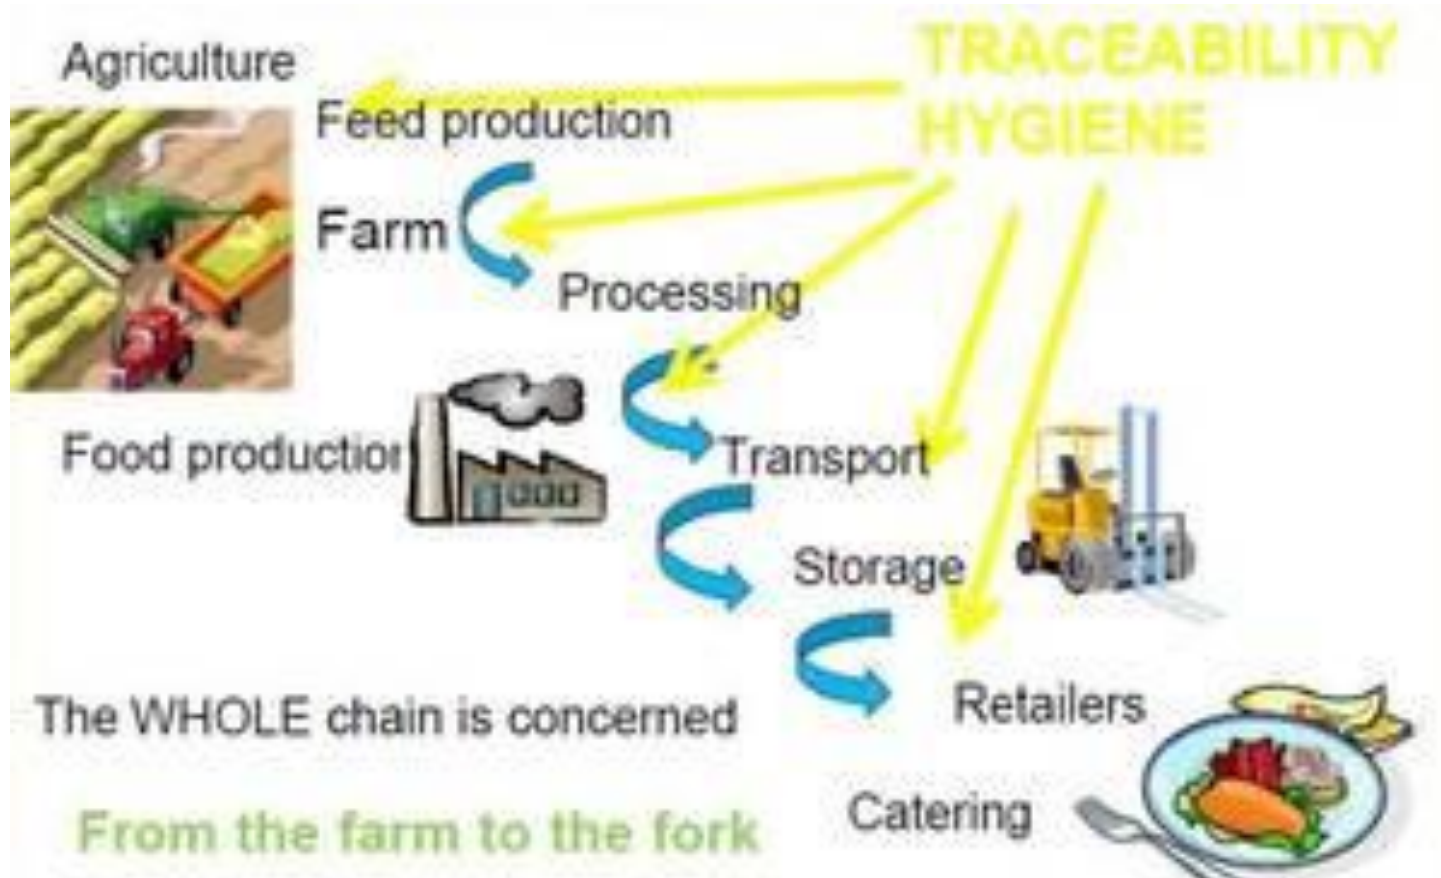 Agriculture
TRACEABILITY
HYGIENE
Feed production
Farm
Processing
Food production
Transport
Storage
Retailers
The WHOLE chain is concerned
Catering
From the farm to the fork